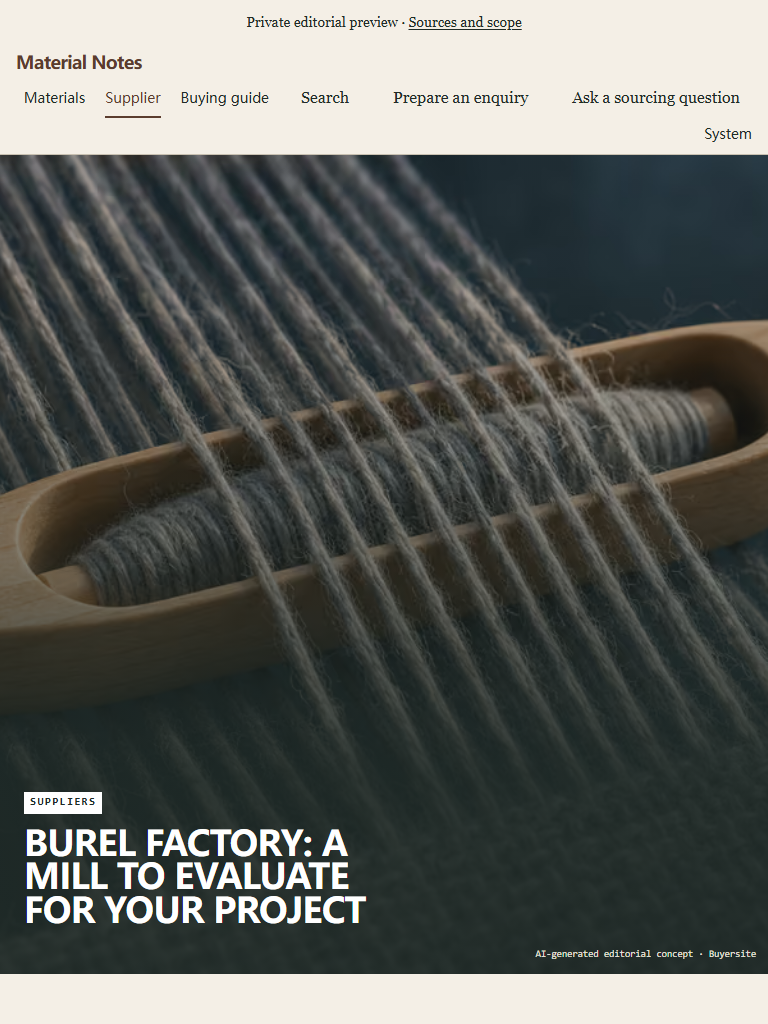 Private editorial preview · Sources and scope
Material Notes
Materials Supplier Buying guide Search Prepare an enquiry Ask a sourcing question
System
SUPPLIERS
BUREL FACTORY: A
MILL TO EVALUATE
FOR YOUR PROJECT
AI-generated editorial concept · Buyersite